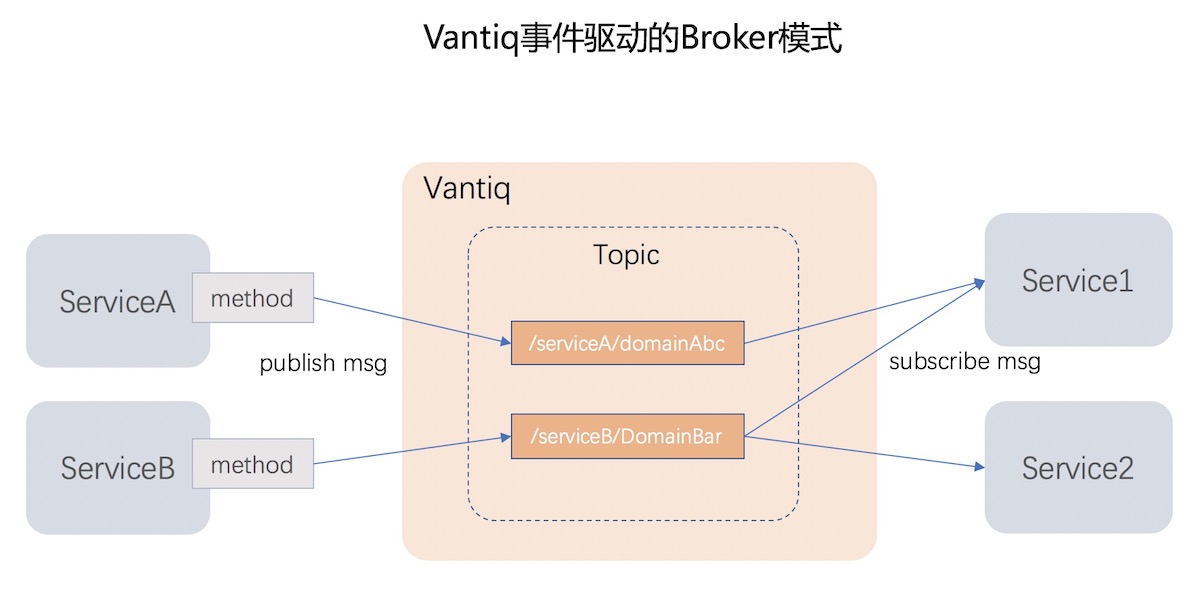 Vantiq事件驱动的Broker模式
Vantiq
Topic
ServiceA
method
/serviceA/domainAbc
Service1
publish msg
subscribe msg
ServiceB
method
/serviceB/DomainBar
Service2